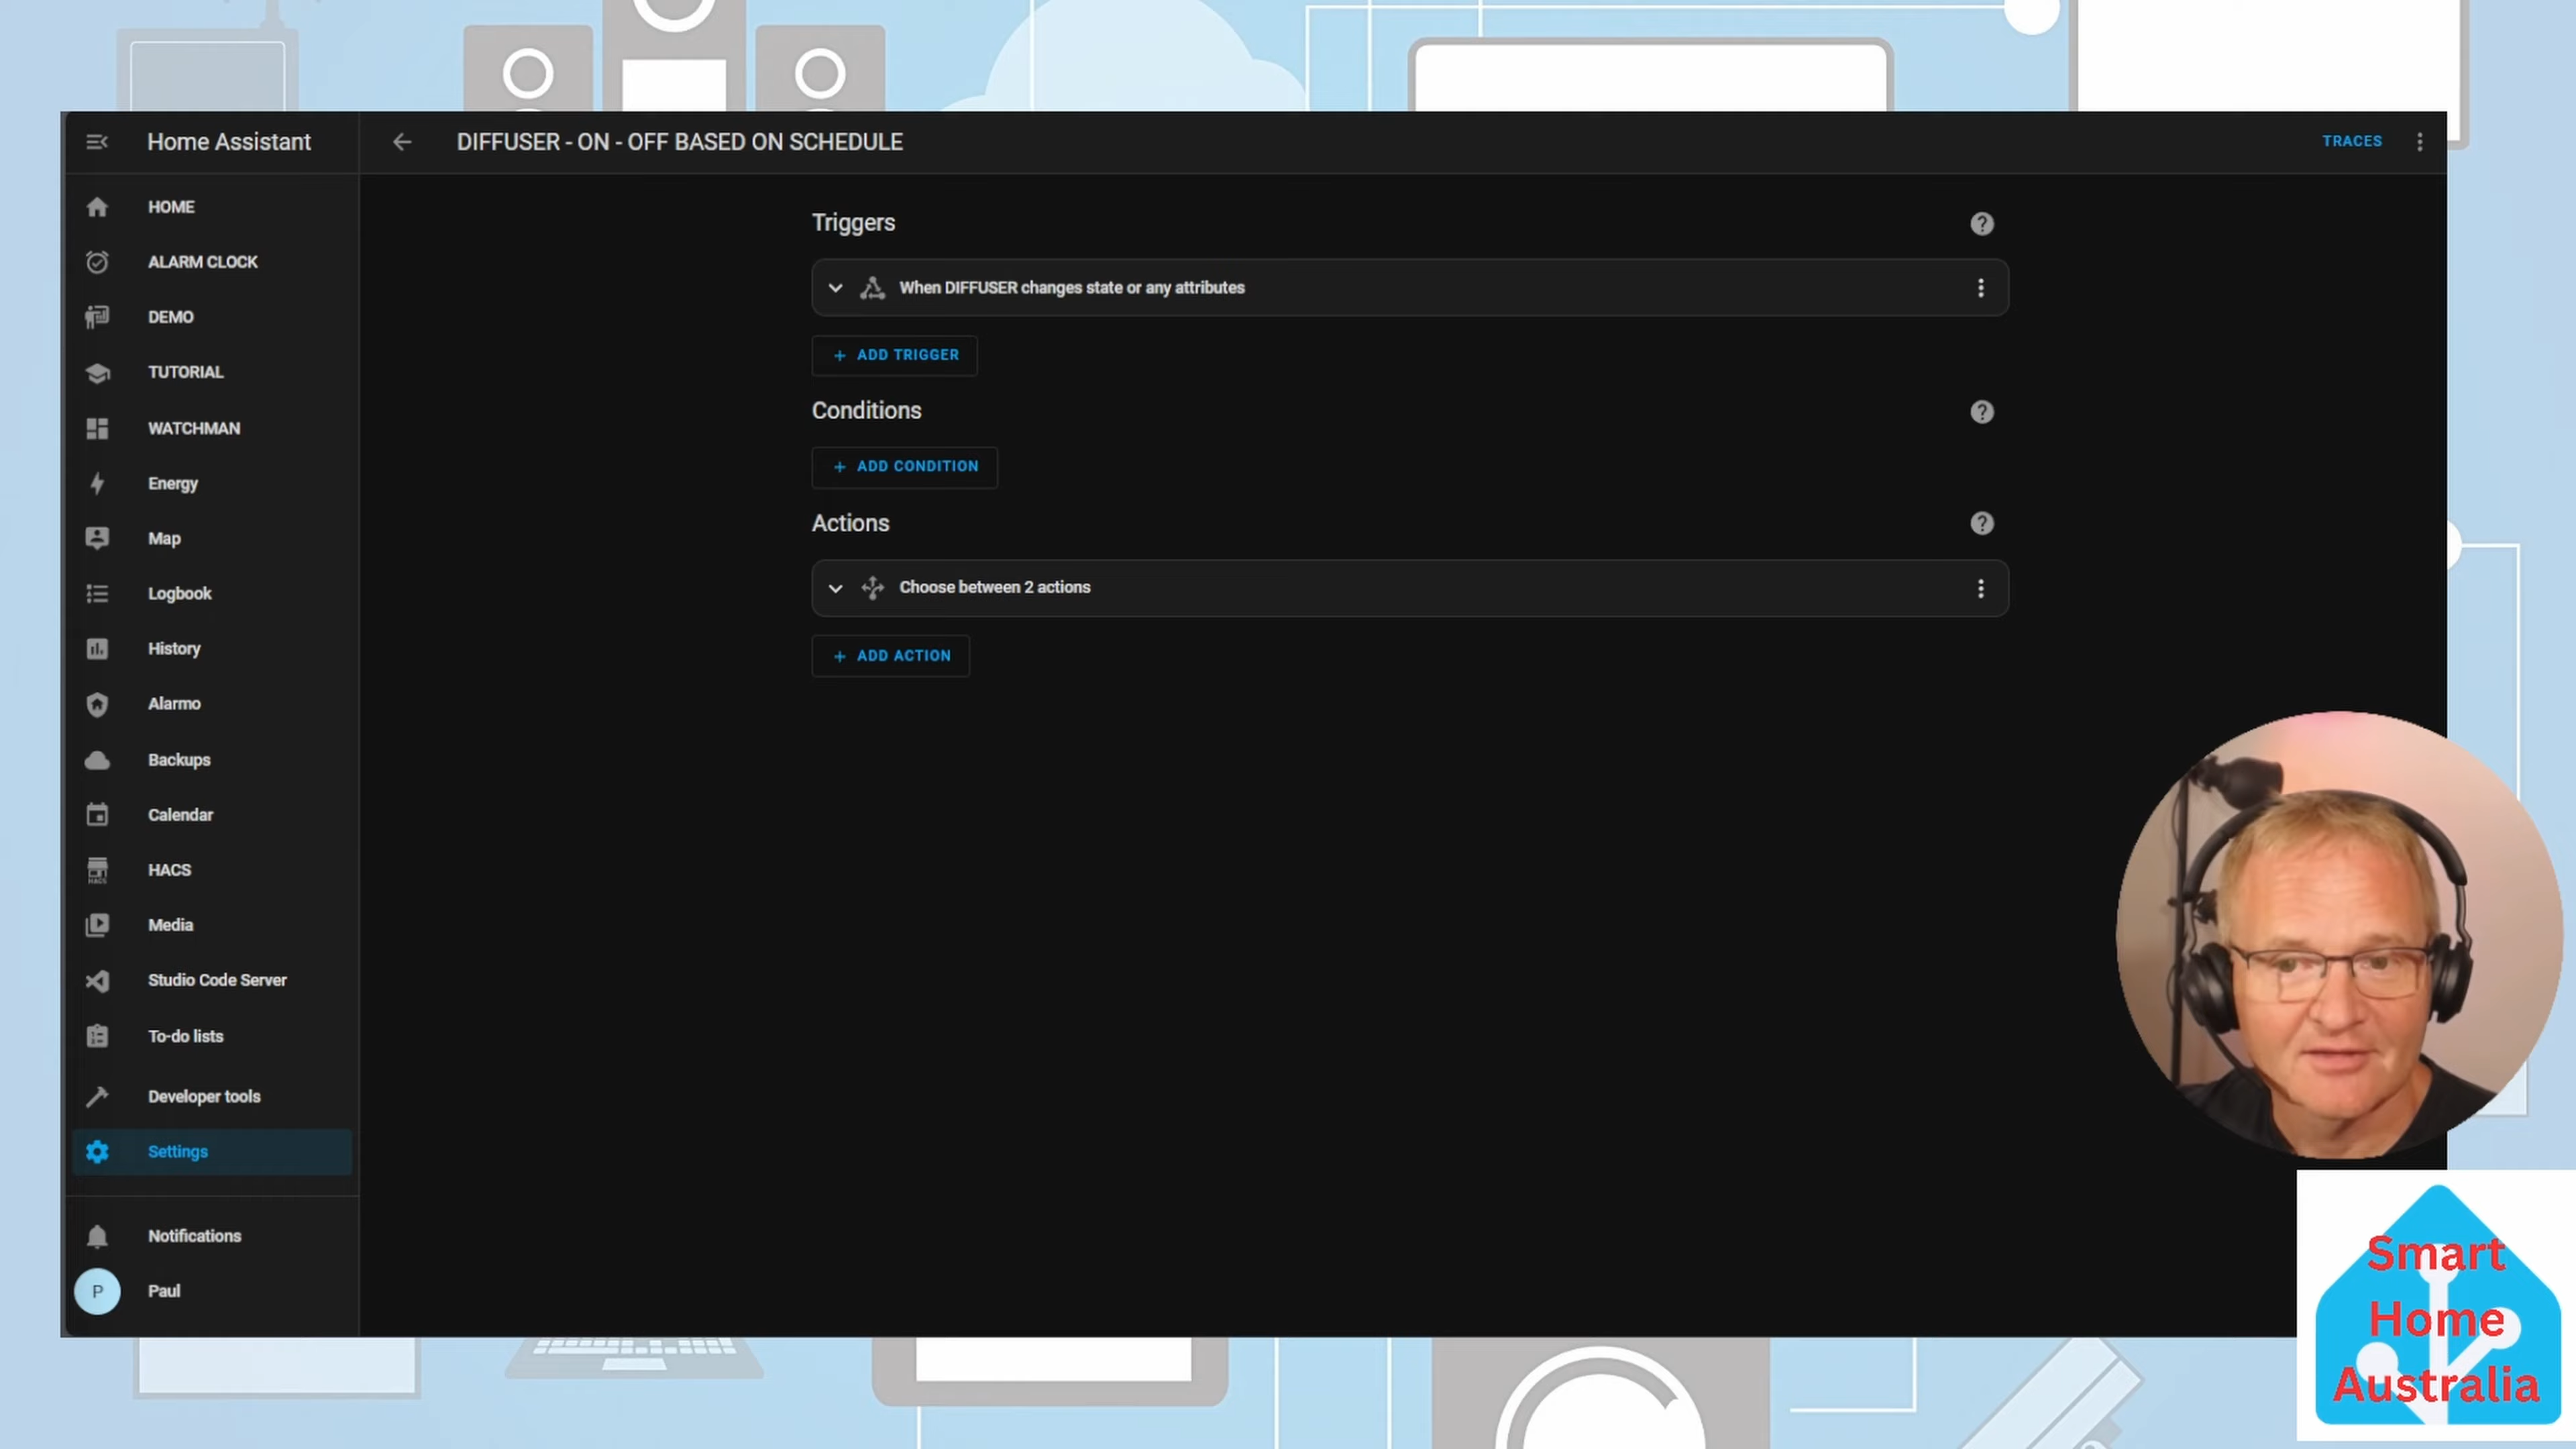 Home Assistant
DIFFUSER - ON - OFF BASED ON SCHEDULE
TRACES
HOME
ALARM CLOCK
DEMO
TUTORIAL
WATCHMAN
Energy
Map
Logbook
History
Alarmo
Backups
Calendar
HACS
HACS
Media
Studio Code Server
To-do lists
Developer tools
Settings
Notifications
P
Paul
Triggers
When DIFFUSER changes state or any attributes
+ ADD TRIGGER
Conditions
+ ADD CONDITION
Actions
Choose between 2 actions
+ ADD ACTION
Smart
Home
Australia